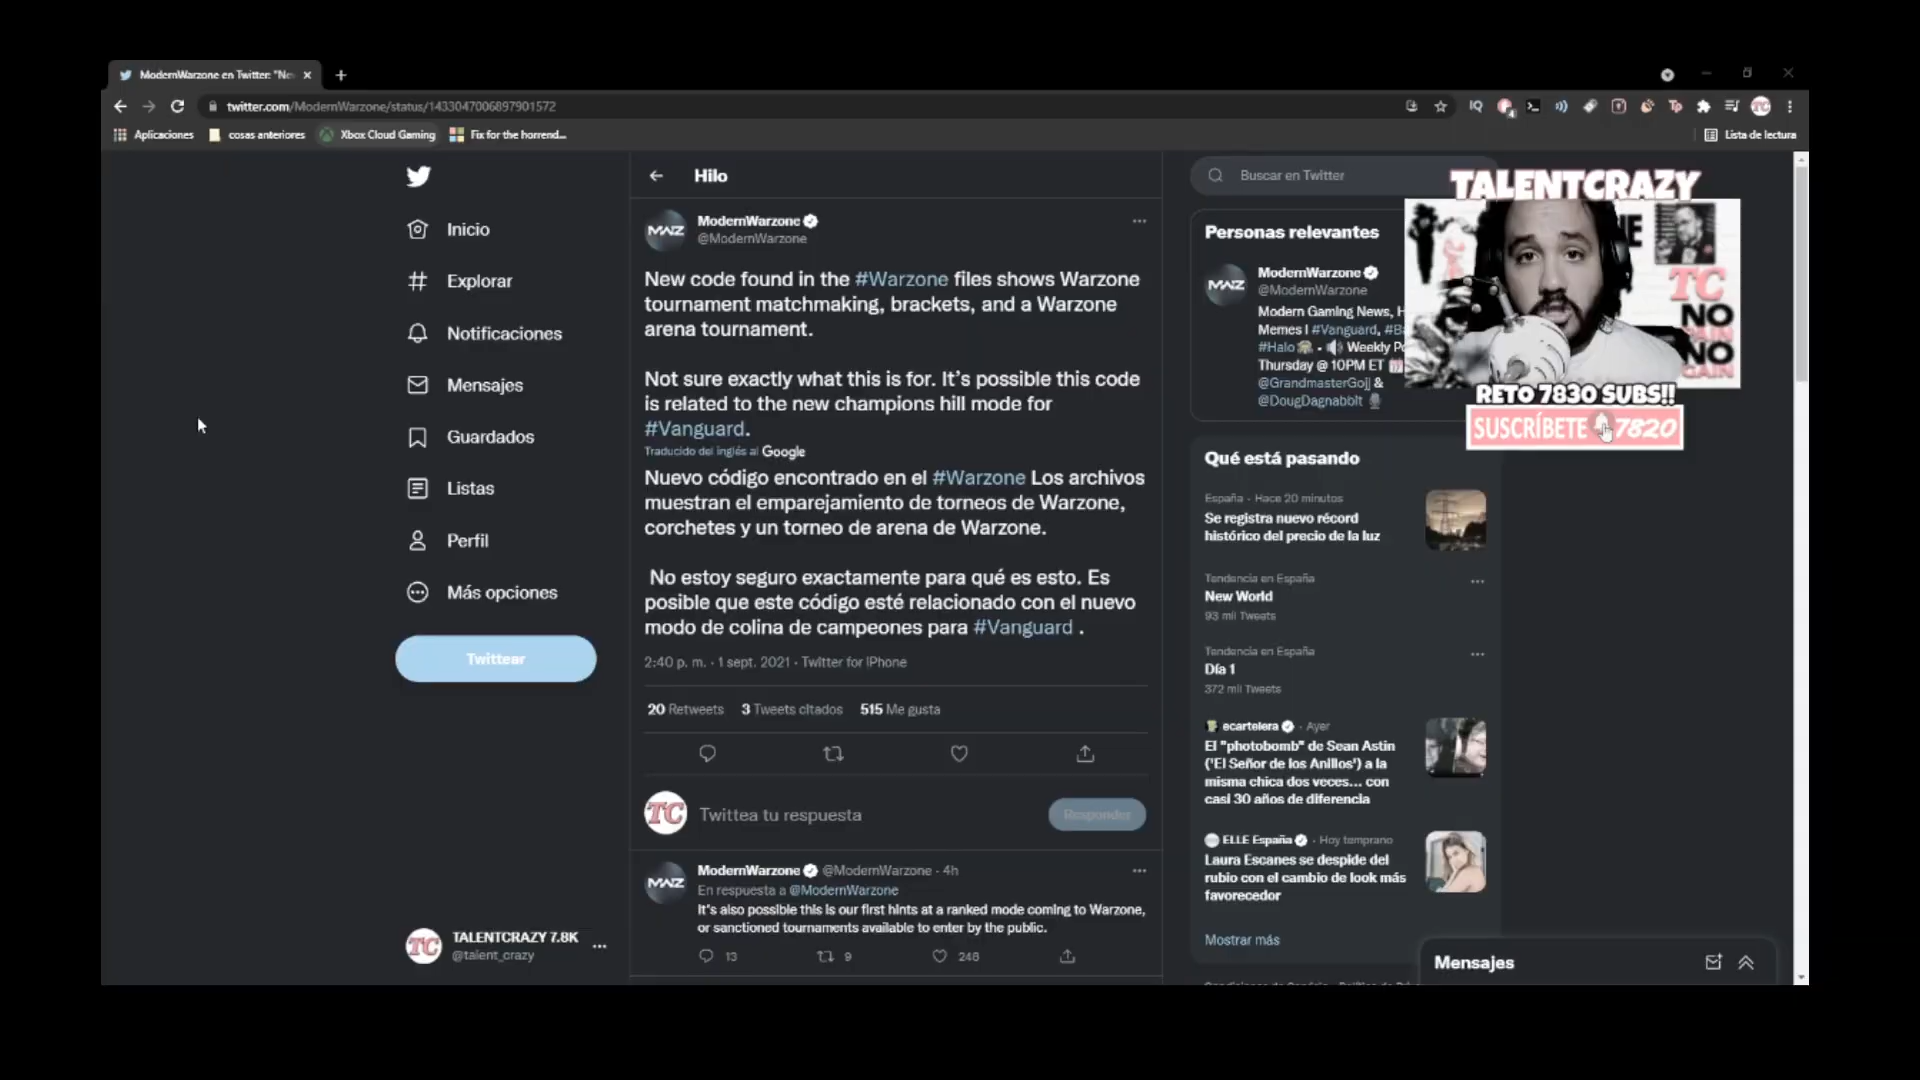 ModernWarzone en Twitter: "Ne
twitter.com/ModernWarzone/status/1433047006897901572
Aplicaciones
cosas anteriores
Xbox Cloud Gaming
Fix for the horrend...
Lista de lectura
Inicio
Explorar
Notificaciones
Mensajes
Guardados
Listas
Perfil
Más opciones
Twittear
TALENTCRAZY 7.8K
@talent_crazy
Hilo
ModernWarzone
@ModernWarzone
New code found in the #Warzone files shows Warzone
tournament matchmaking, brackets, and a Warzone
arena tournament.
Not sure exactly what this is for. It's possible this code
is related to the new champions hill mode for
#Vanguard.
Traducido del inglés al Google
Nuevo código encontrado en el #Warzone Los archivos
muestran el emparejamiento de torneos de Warzone,
corchetes y un torneo de arena de Warzone.
No estoy seguro exactamente para qué es esto. Es
posible que este código esté relacionado con el nuevo
modo de colina de campeones para #Vanguard .
2:40 p. m. · 1 sept. 2021 · Twitter for iPhone
20 Retweets 3 Tweets citados 515 Me gusta
TC Twittea tu respuesta
Responder
ModernWarzone @ModernWarzone · 4h
En respuesta a @ModernWarzone
It's also possible this is our first hints at a ranked mode coming to Warzone,
or sanctioned tournaments available to enter by the public.
13 9 248
Buscar en Twitter
Personas relevantes
ModernWarzone
@ModernWarzone
Modern Gaming News, H
Memes | #Vanguard, #B
#Halo · Weekly Po
Thursday @ 10PM ET
@GrandmasterGojj &
@DougDagnabbit
TALENTCRAZY
TC
NO
GAIN
NO
GAIN
RETO 7830 SUBS!!
SUSCRÍBETE 7820
Qué está pasando
España · Hace 20 minutos
Se registra nuevo récord
histórico del precio de la luz
Tendencia en España
New World
93 mil Tweets
Tendencia en España
Día 1
372 mil Tweets
ecartelera · Ayer
El "photobomb" de Sean Astin
('El Señor de los Anillos') a la
misma chica dos veces... con
casi 30 años de diferencia
ELLE España · Hoy temprano
Laura Escanes se despide del
rubio con el cambio de look más
favorecedor
Mostrar más
Mensajes